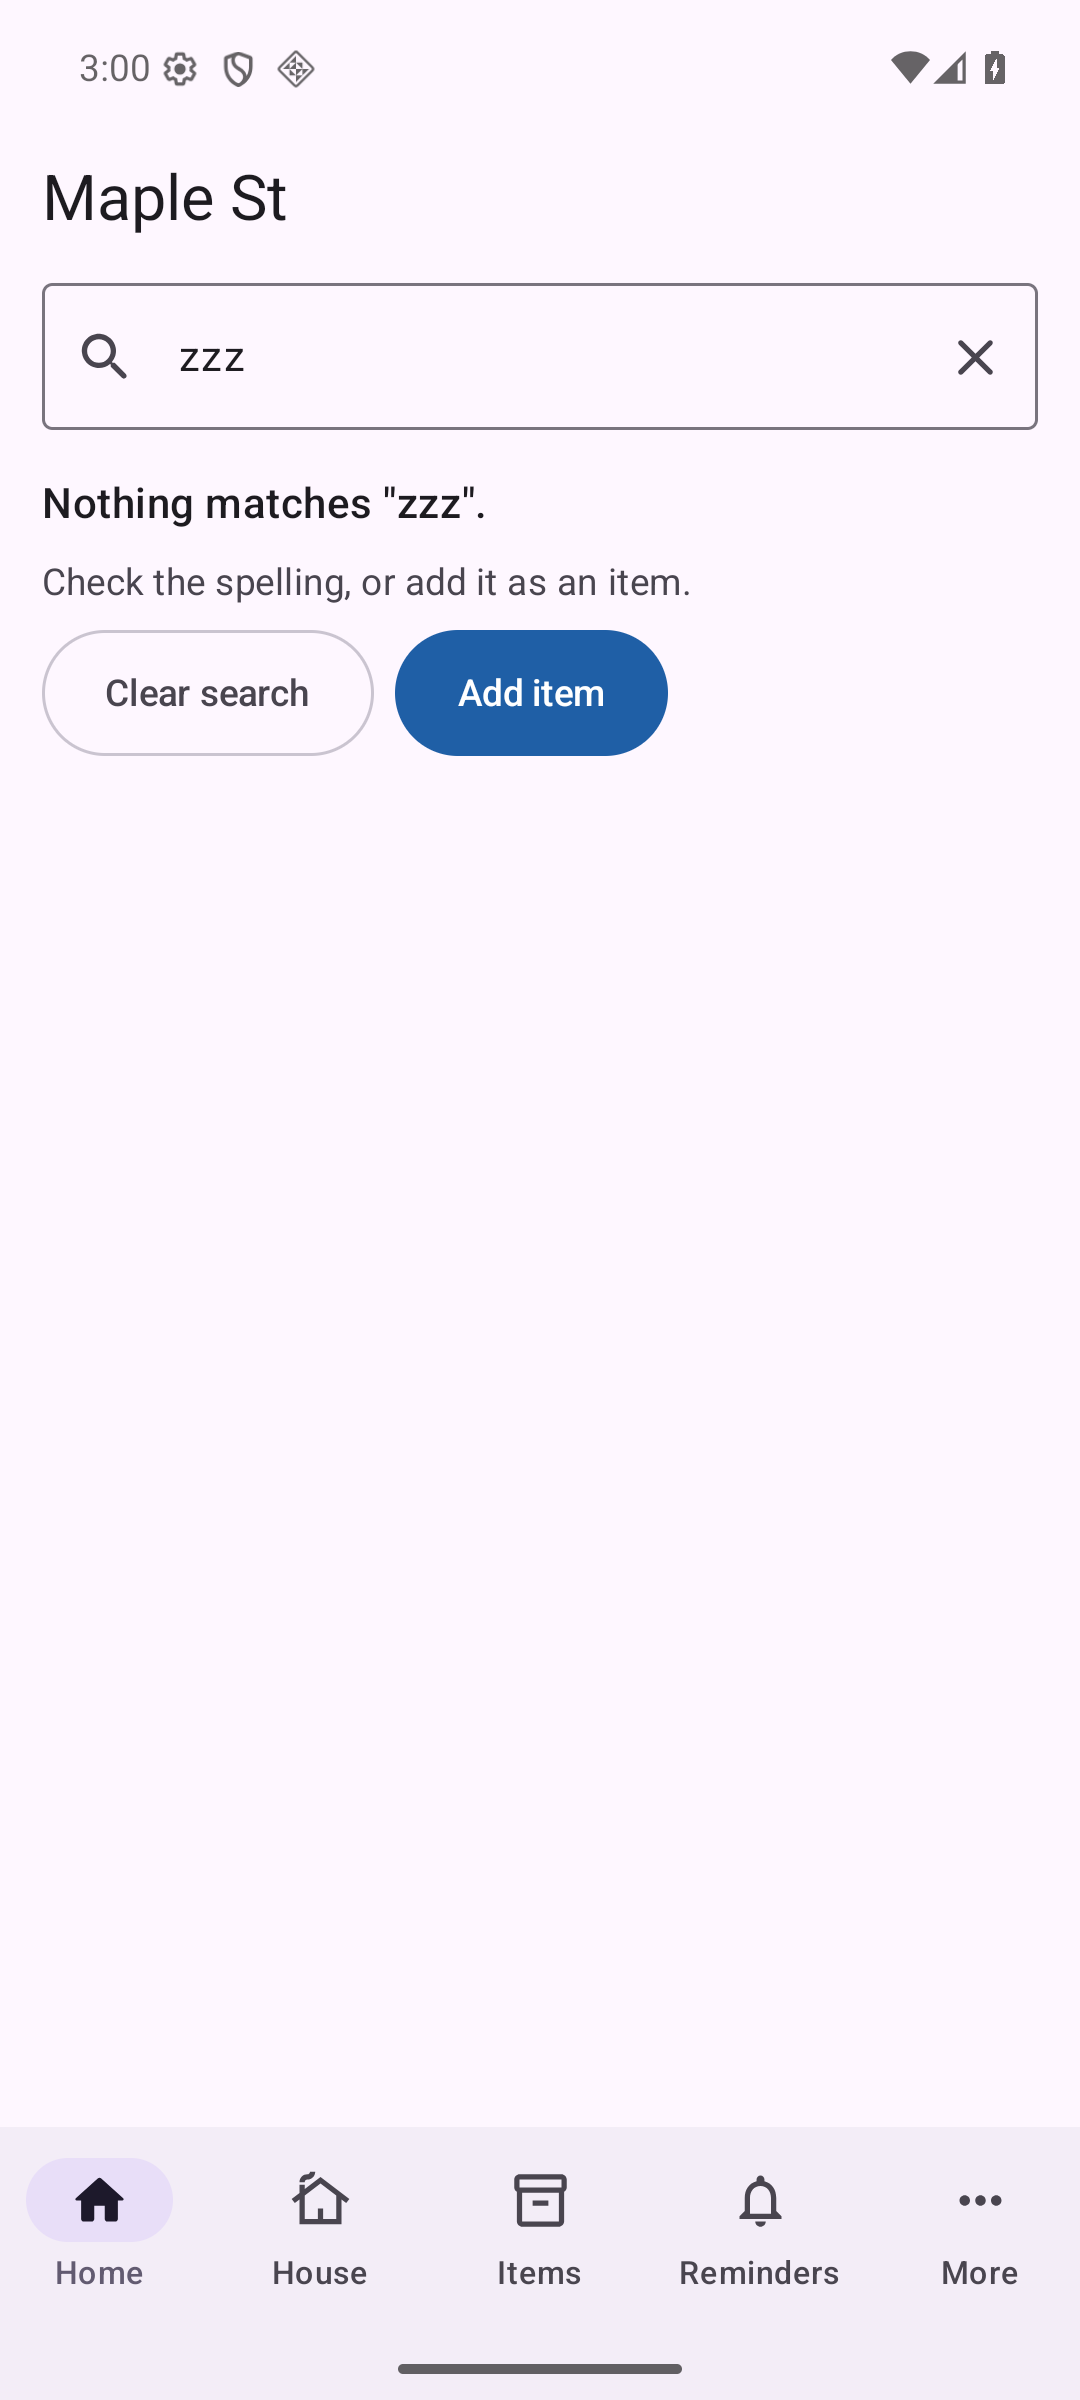 3:00
Maple St
zzz
Nothing matches "zzz".
Check the spelling, or add it as an item.
Clear search
Add item
Home
House
Items
Reminders
More